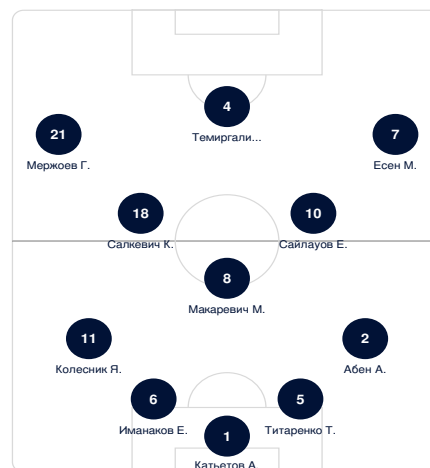 4
Темиргали...
21
Мержоев Г.
7
Есен М.
18
Салкевич К.
10
Сайлауов Е.
8
Макаревич М.
11
Колесник Я.
2
Абен А.
6
Иманаков Е.
5
Титаренко Т.
1
Катьетов А.